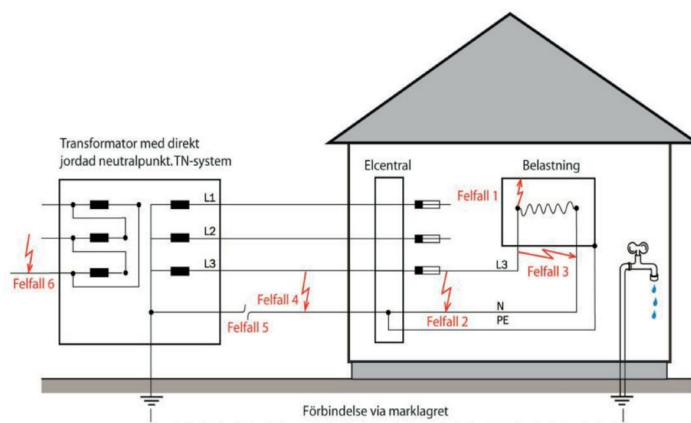 Transformator med direkt
jordad neutralpunkt.TN-system
Elcentral
Belastning
L1
Felfall 1
L2
L3
L3
Felfall 3
Felfall 6
Felfall 4
Felfall 2
N
Felfall 5
PE
Förbindelse via marklagret